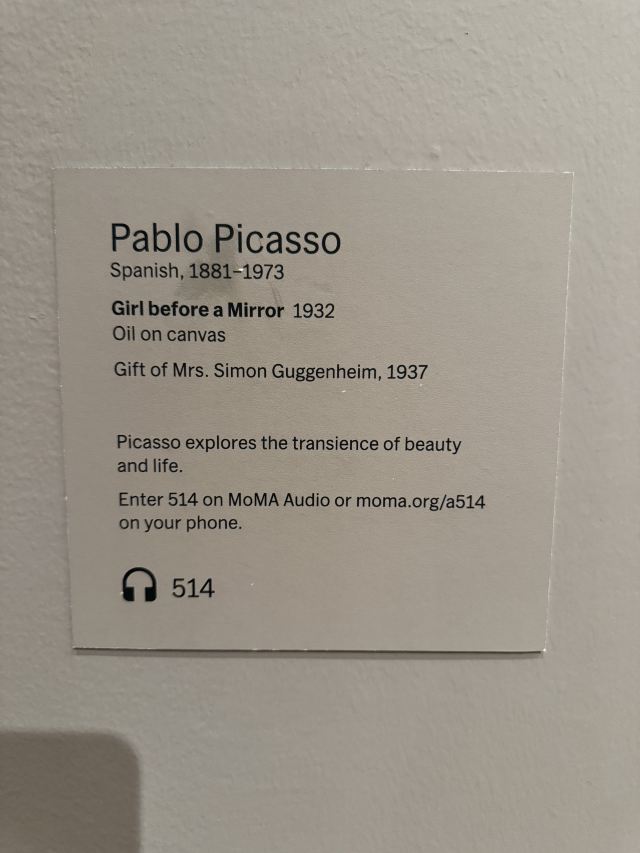 Pablo Picasso
Spanish, 1881–1973
Girl before a Mirror 1932
Oil on canvas
Gift of Mrs. Simon Guggenheim, 1937
Picasso explores the transience of beauty
and life.
Enter 514 on MoMA Audio or moma.org/a514
on your phone.
514